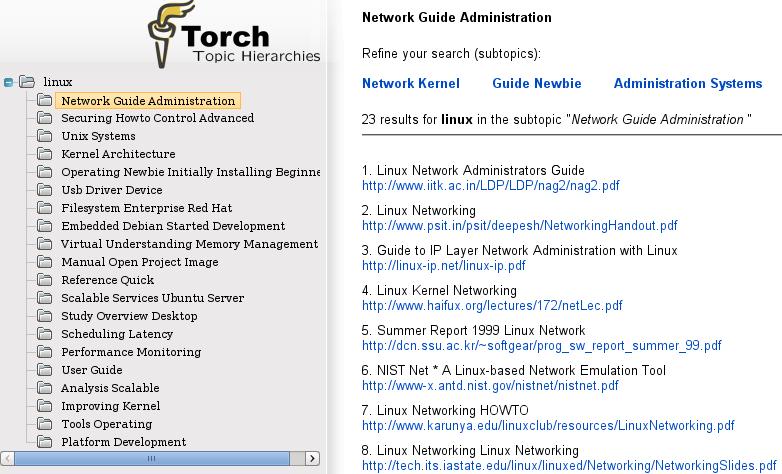 Torch
Topic Hierarchies
linux
Network Guide Administration
Securing Howto Control Advanced
Unix Systems
Kernel Architecture
Operating Newbie Initially Installing Beginne
Usb Driver Device
Filesystem Enterprise Red Hat
Embedded Debian Started Development
Virtual Understanding Memory Management
Manual Open Project Image
Reference Quick
Scalable Services Ubuntu Server
Study Overview Desktop
Scheduling Latency
Performance Monitoring
User Guide
Analysis Scalable
Improving Kernel
Tools Operating
Platform Development
Network Guide Administration
Refine your search (subtopics):
Network Kernel Guide Newbie Administration Systems
23 results for linux in the subtopic "Network Guide Administration "
1. Linux Network Administrators Guide
http://www.iitk.ac.in/LDP/LDP/nag2/nag2.pdf
2. Linux Networking
http://www.psit.in/psit/deepesh/NetworkingHandout.pdf
3. Guide to IP Layer Network Administration with Linux
http://linux-ip.net/linux-ip.pdf
4. Linux Kernel Networking
http://www.haifux.org/lectures/172/netLec.pdf
5. Summer Report 1999 Linux Network
http://dcn.ssu.ac.kr/~softgear/prog_sw_report_summer_99.pdf
6. NIST Net * A Linux-based Network Emulation Tool
http://www-x.antd.nist.gov/nistnet/nistnet.pdf
7. Linux Networking HOWTO
http://www.karunya.edu/linuxclub/resources/LinuxNetworking.pdf
8. Linux Networking Linux Networking
http://tech.its.iastate.edu/linux/linuxed/Networking/NetworkingSlides.pdf